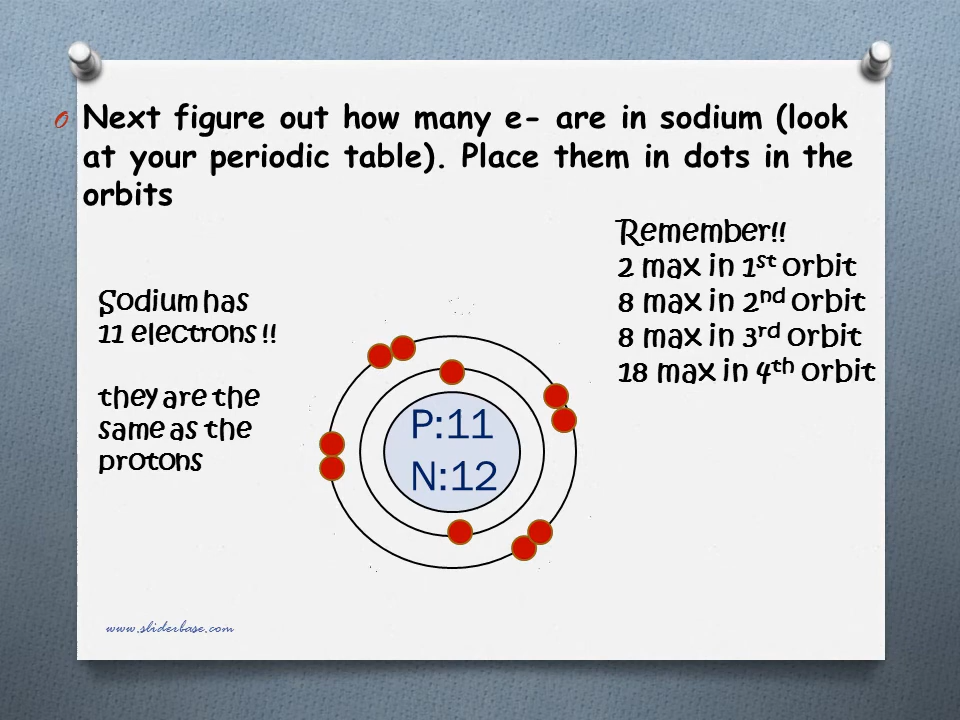 O Next figure out how many e- are in sodium (look
at your periodic table). Place them in dots in the
orbits
Remember!!
2 max in 1st orbit
8 max in 2nd orbit
8 max in 3rd orbit
18 max in 4th orbit
Sodium has
11 electrons !!
they are the
same as the
protons
P:11
N:12
www.sliderbase.com